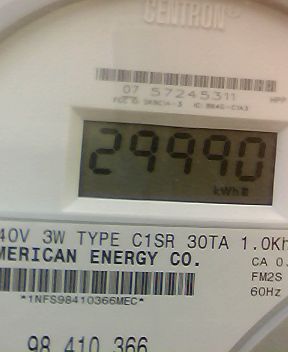 CENTRON®
07 57245311
29990
kWh
40V 3W TYPE C1SR 30TA 1.0Kh
MERICAN ENERGY CO. CA 0.
FM2S
*1NFS98410366MEC* 60Hz
98 410 366